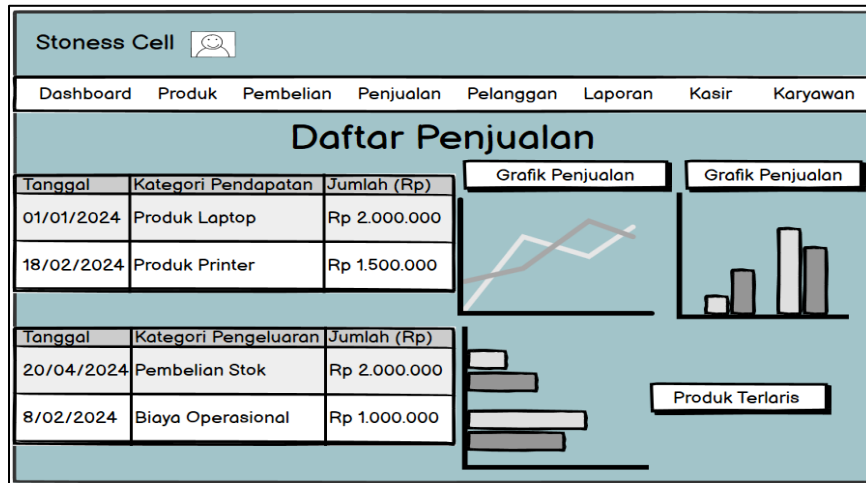 Stoness Cell
Dashboard Produk Pembelian Penjualan Pelanggan Laporan Kasir Karyawan
Daftar Penjualan
Grafik Penjualan Grafik Penjualan
Tanggal Kategori Pendapatan Jumlah (Rp)
01/01/2024 Produk Laptop Rp 2.000.000
18/02/2024 Produk Printer Rp 1.500.000
Tanggal Kategori Pengeluaran Jumlah (Rp)
20/04/2024 Pembelian Stok Rp 2.000.000
8/02/2024 Biaya Operasional Rp 1.000.000
Produk Terlaris